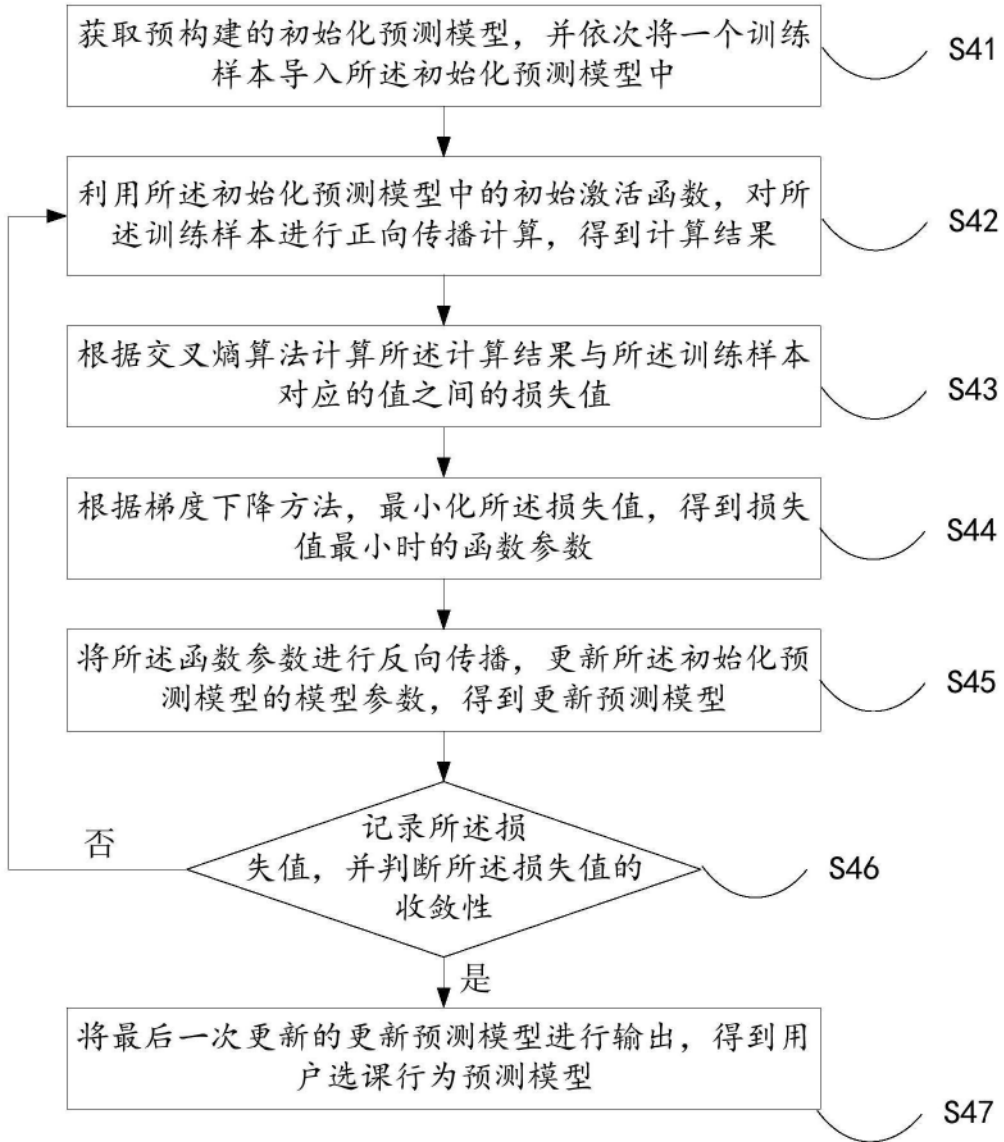 获取预构建的初始化预测模型，并依次将一个训练
样本导入所述初始化预测模型中
S41
利用所述初始化预测模型中的初始激活函数，对所
述训练样本进行正向传播计算，得到计算结果
S42
根据交叉熵算法计算所述计算结果与所述训练样本
对应的值之间的损失值
S43
根据梯度下降方法，最小化所述损失值，得到损失
值最小时的函数参数
S44
将所述函数参数进行反向传播，更新所述初始化预
测模型的模型参数，得到更新预测模型
S45
记录所述损
失值，并判断所述损失值的
收敛性
S46
否
是
将最后一次更新的更新预测模型进行输出，得到用
户选课行为预测模型
S47